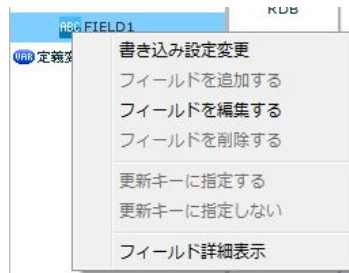 RDB
ABC FIELD1
VAR 定義変
書き込み設定変更
フィールドを追加する
フィールドを編集する
フィールドを削除する
更新キーに指定する
更新キーに指定しない
フィールド詳細表示